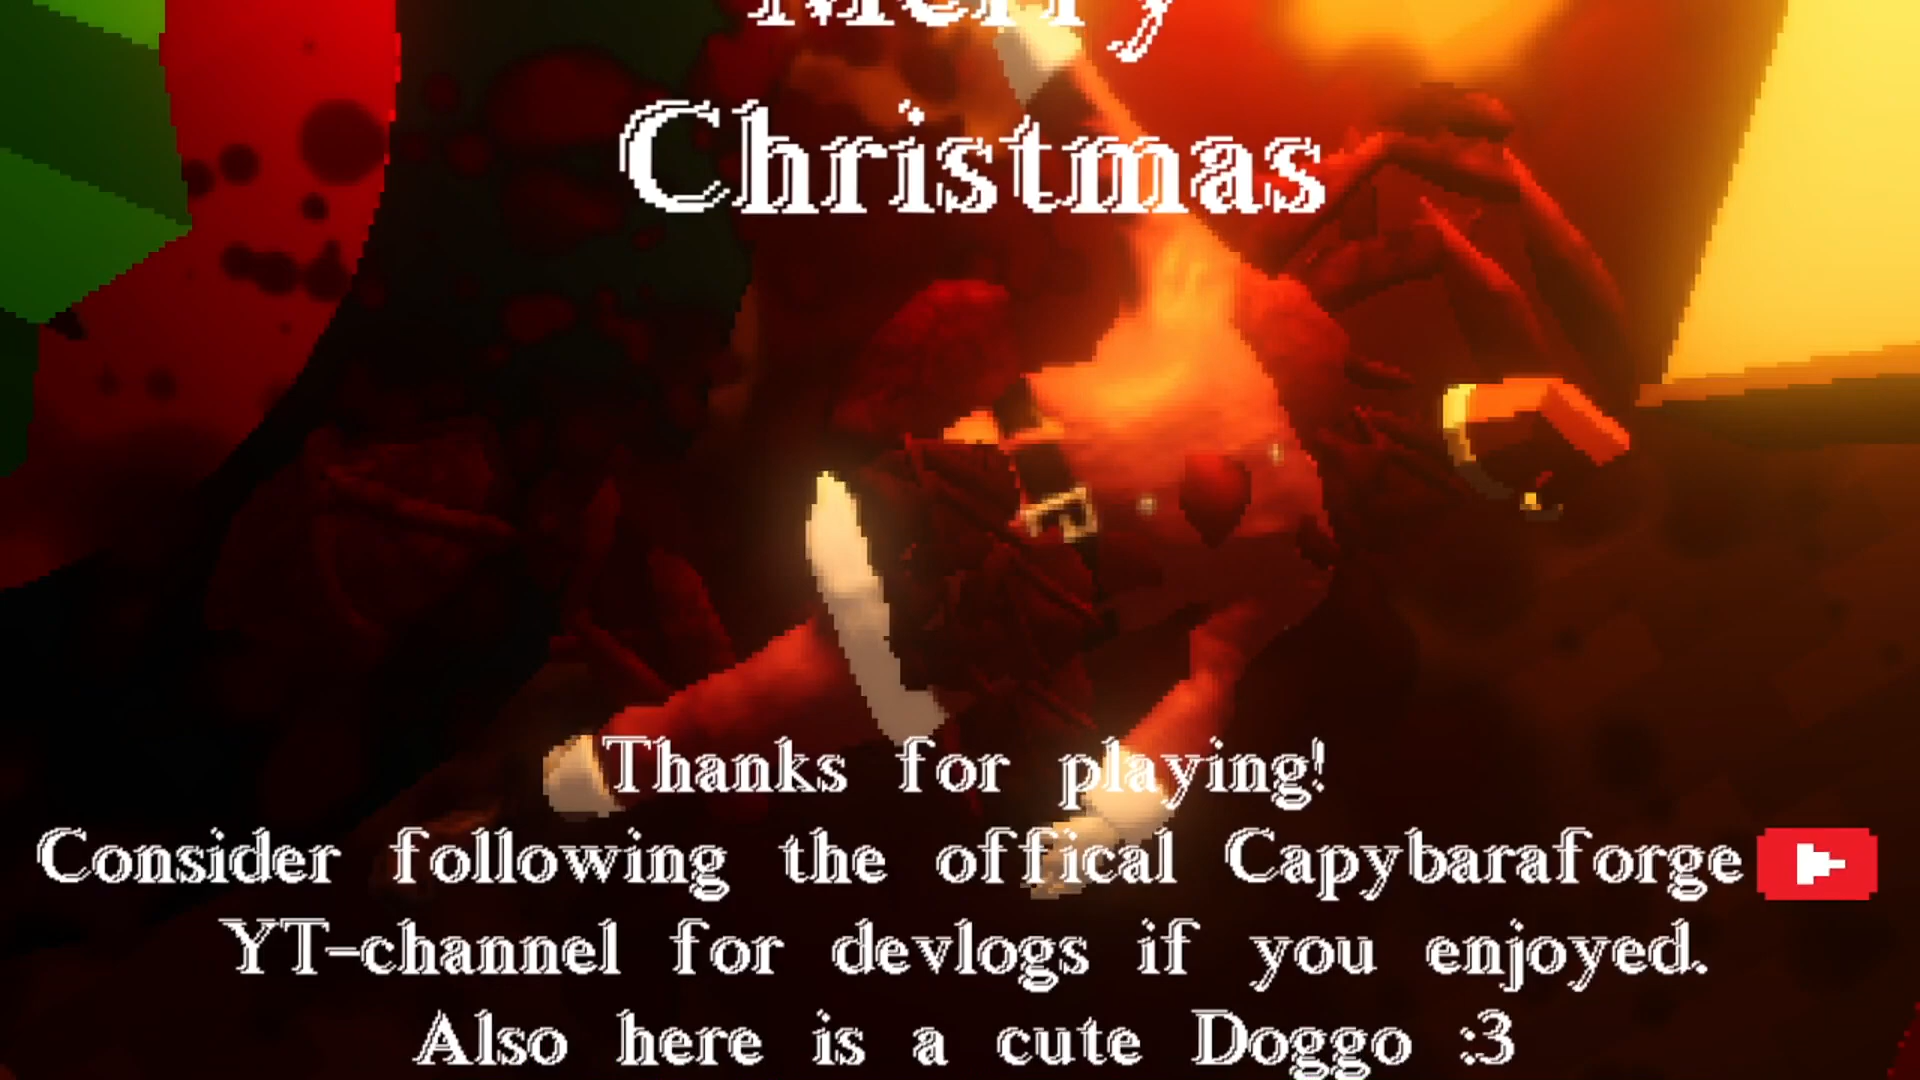 Merry
Christmas
Thanks for playing!
Consider following the offical Capybaraforge
YT-channel for devlogs if you enjoyed.
Also here is a cute Doggo :3